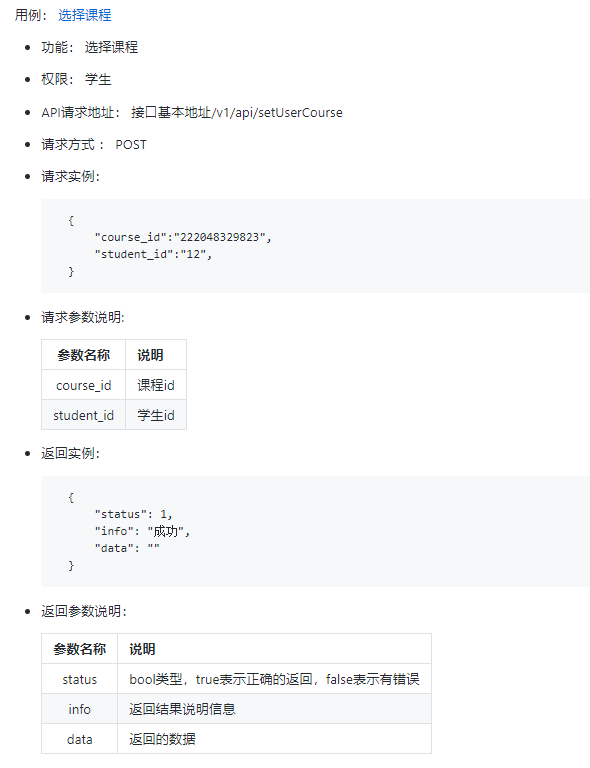 用例： 选择课程
功能： 选择课程
权限： 学生
API请求地址： 接口基本地址/v1/api/setUserCourse
请求方式： POST
请求实例：
{
"course_id":"222048329823",
"student_id":"12",
}
请求参数说明:
参数名称 说明
course_id 课程id
student_id 学生id
返回实例：
{
"status": 1,
"info": "成功",
"data": ""
}
返回参数说明：
参数名称 说明
status bool类型，true表示正确的返回，false表示有错误
info 返回结果说明信息
data 返回的数据